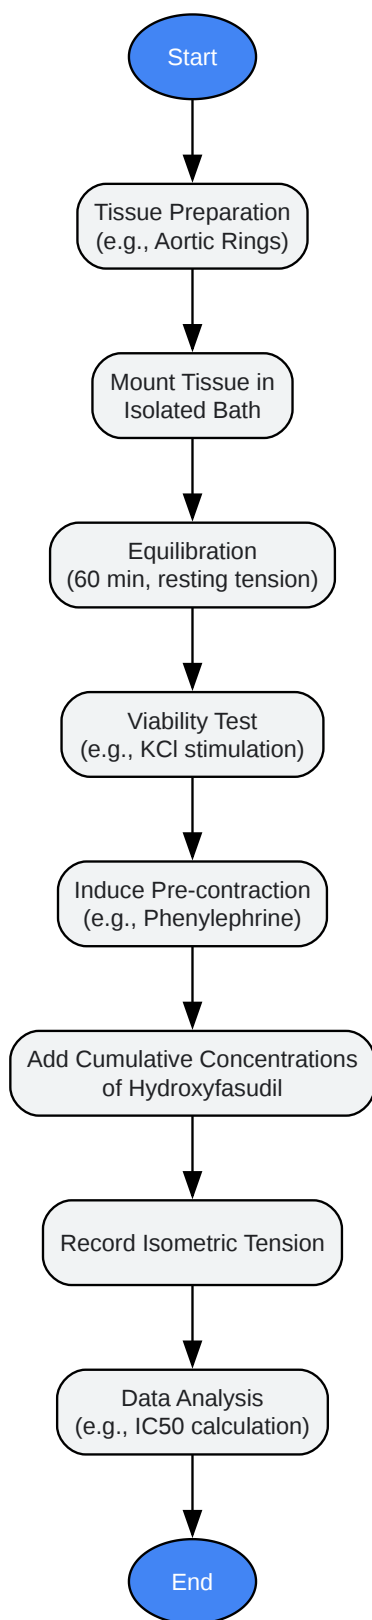 Start
Tissue Preparation
(e.g., Aortic Rings)
Mount Tissue in
Isolated Bath
Equilibration
(60 min, resting tension)
Viability Test
(e.g., KCl stimulation)
Induce Pre-contraction
(e.g., Phenylephrine)
Add Cumulative Concentrations
of Hydroxyfasudil
Record Isometric Tension
Data Analysis
(e.g., IC50 calculation)
End